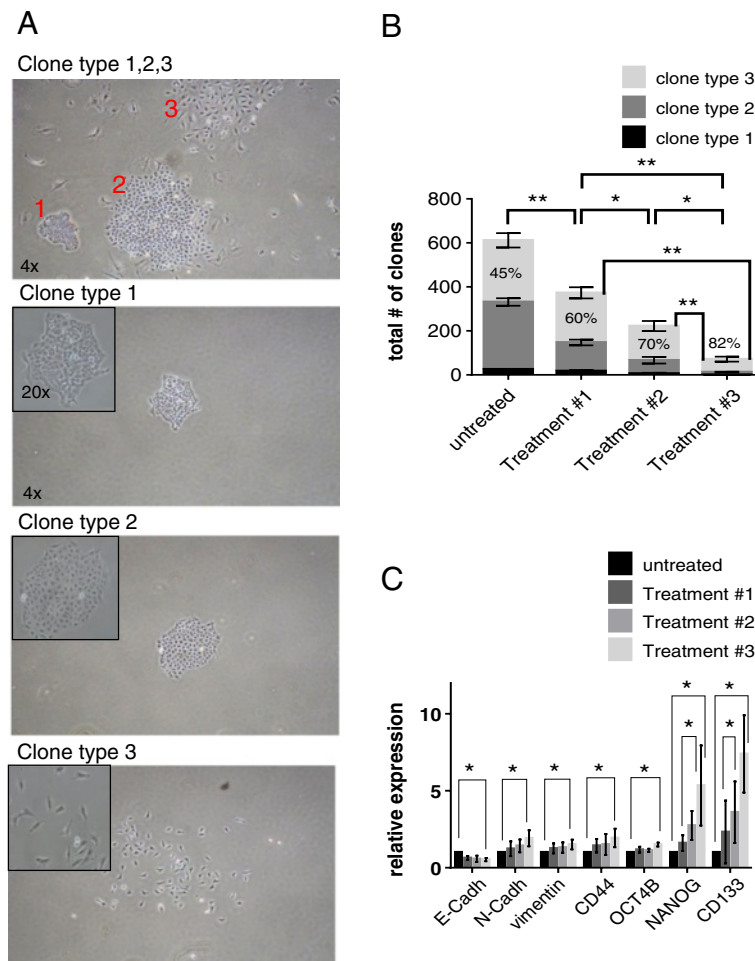 A
Clone type 1,2,3
3
2
1
4x
Clone type 1
20x
4x
Clone type 2
Clone type 3
B
clone type 3
clone type 2
clone type 1
**
** * *
**
**
total # of clones
800
600
400
200
0
45%
60%
70%
82%
untreated
Treatment #1
Treatment #2
Treatment #3
C
untreated
Treatment #1
Treatment #2
Treatment #3
relative expression
10
5
0
* * * * * * * * *
E-Cadh
N-Cadh
vimentin
CD44
OCT4B
NANOG
CD133